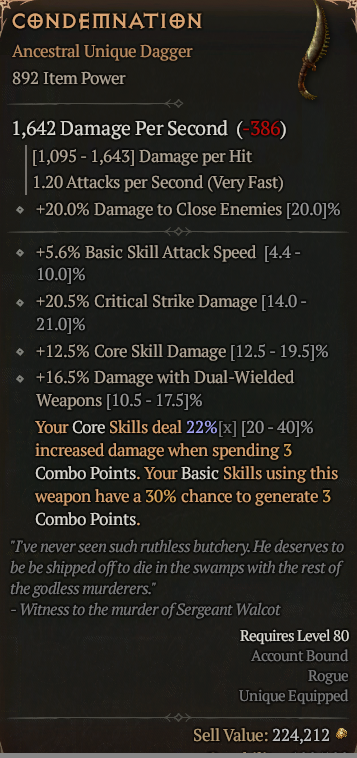 CONDEMNATION
Ancestral Unique Dagger
892 Item Power
1,642 Damage Per Second (-386)
[1,095 - 1,643] Damage per Hit
1.20 Attacks per Second (Very Fast)
+20.0% Damage to Close Enemies [20.0]%
+5.6% Basic Skill Attack Speed [4.4 -
10.0]%
+20.5% Critical Strike Damage [14.0 -
21.0]%
+12.5% Core Skill Damage [12.5 - 19.5]%
+16.5% Damage with Dual-Wielded
Weapons [10.5 - 17.5]%
Your Core Skills deal 22%[x] [20 - 40]%
increased damage when spending 3
Combo Points. Your Basic Skills using this
weapon have a 30% chance to generate 3
Combo Points.
"I've never seen such ruthless butchery. He deserves to
be be shipped off to die in the swamps with the rest of
the godless murderers."
- Witness to the murder of Sergeant Walcot
Requires Level 80
Account Bound
Rogue
Unique Equipped
Sell Value: 224,212